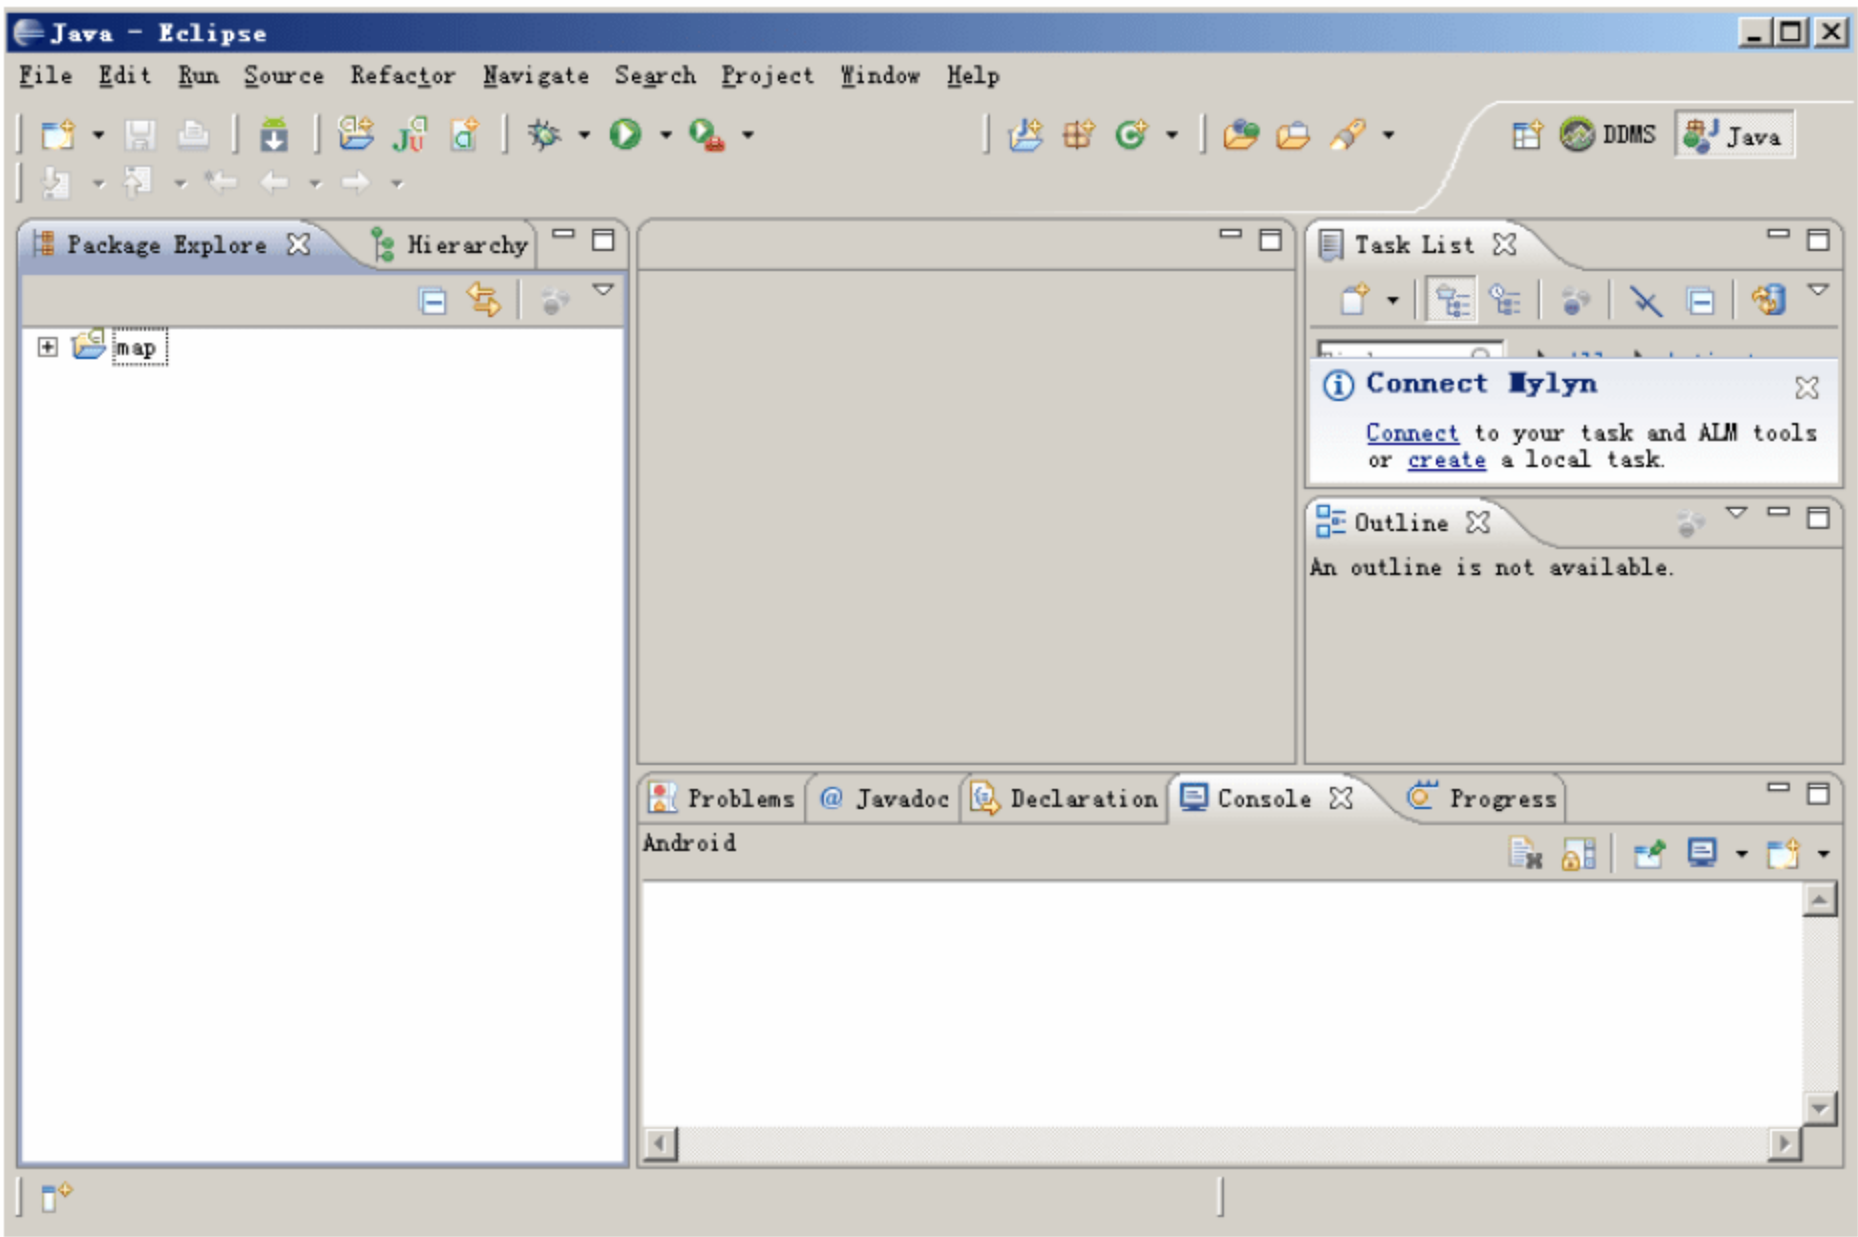 Java - Eclipse
File Edit Run Source Refactor Navigate Search Project Window Help
DDMS Java
Package Explore Hierarchy
map
Task List
Connect Mylyn
Connect to your task and ALM tools
or create a local task.
Outline
An outline is not available.
Problems @ Javadoc Declaration Console Progress
Android